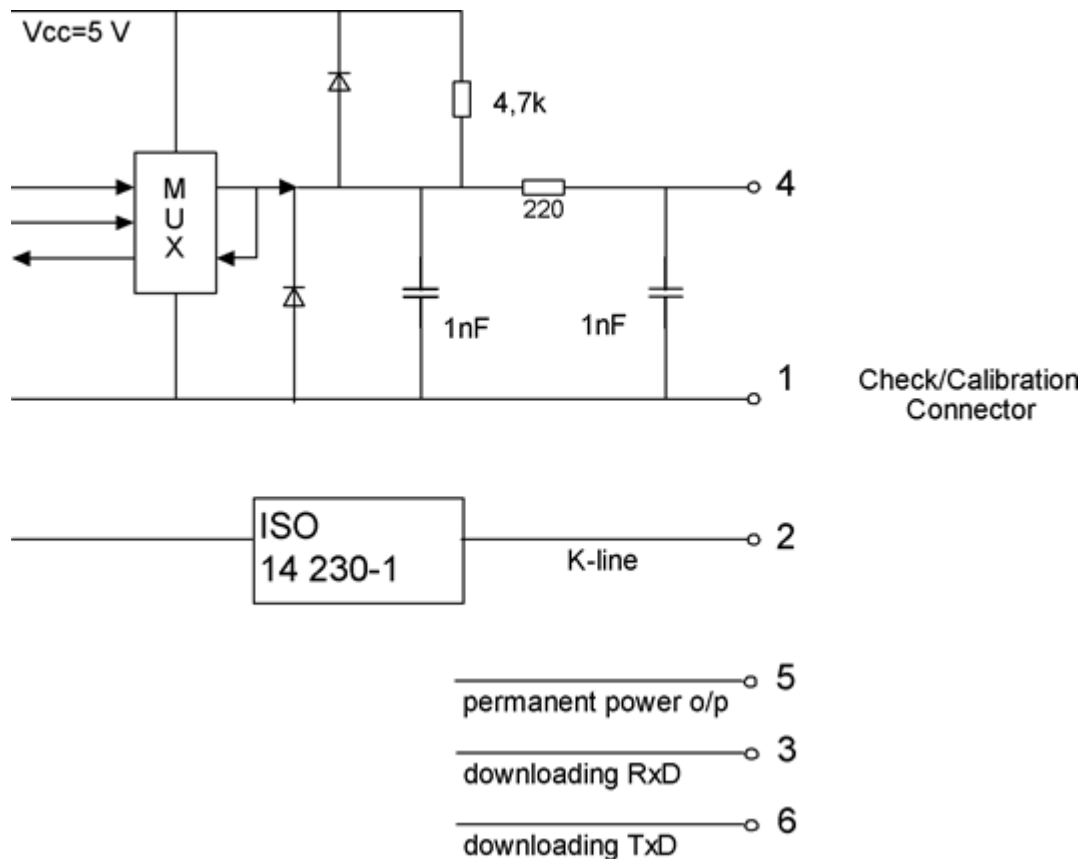 Vcc=5 V
4,7k
M
U
X
4
220
1nF
1nF
1
Check/Calibration
Connector
ISO
14 230-1
2
K-line
5
permanent power o/p
3
downloading RxD
6
downloading TxD